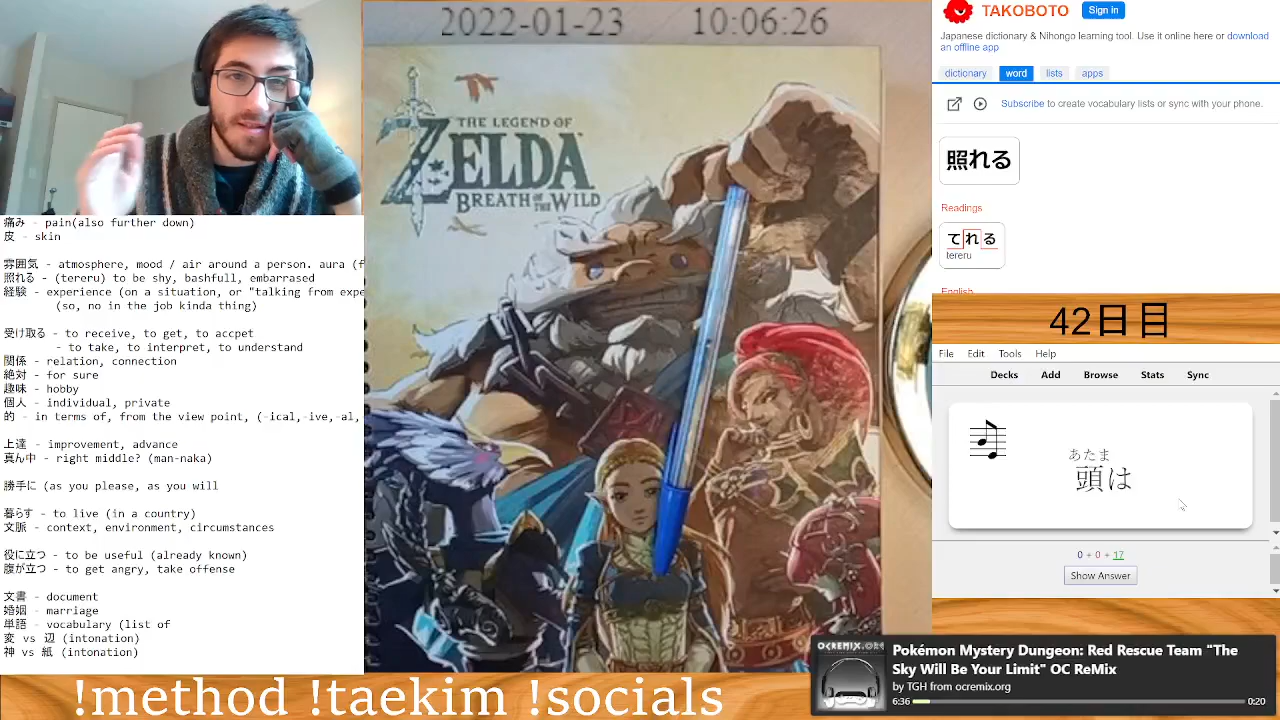 2022-01-23 10:06:26
THE LEGEND OF
ZELDA
BREATH OF THE WILD
痛み - pain(also further down)
皮 - skin
雰囲気 - atmosphere, mood / air around a person. aura (f
照れる - (tereru) to be shy, bashfull, embarrased
経験 - experience (on a situation, or "talking from expe
(so, no in the job kinda thing)
受け取る - to receive, to get, to accpet
- to take, to interpret, to understand
関係 - relation, connection
絶対 - for sure
趣味 - hobby
個人 - individual, private
的 - in terms of, from the view point, (-ical,-ive,-al,
上達 - improvement, advance
真ん中 - right middle? (man-naka)
勝手に (as you please, as you will
暮らす - to live (in a country)
文脈 - context, environment, circumstances
役に立つ - to be useful (already known)
腹が立つ - to get angry, take offense
文書 - document
婚姻 - marriage
単語 - vocabulary (list of
変 vs 辺 (intonation)
神 vs 紙 (intonation)
!method !taekim !socials
TAKOBOTO Sign in
Japanese dictionary & Nihongo learning tool. Use it online here or download
an offline app
dictionary word lists apps
Subscribe to create vocabulary lists or sync with your phone.
照れる
Readings
てれる
tereru
English
42日目
File Edit Tools Help
Decks Add Browse Stats Sync
あたま
頭は
0 + 0 + 17
Show Answer
OCREMIX.ORG
Pokémon Mystery Dungeon: Red Rescue Team "The
Sky Will Be Your Limit" OC ReMix
by TGH from ocremix.org
6:36 0:20